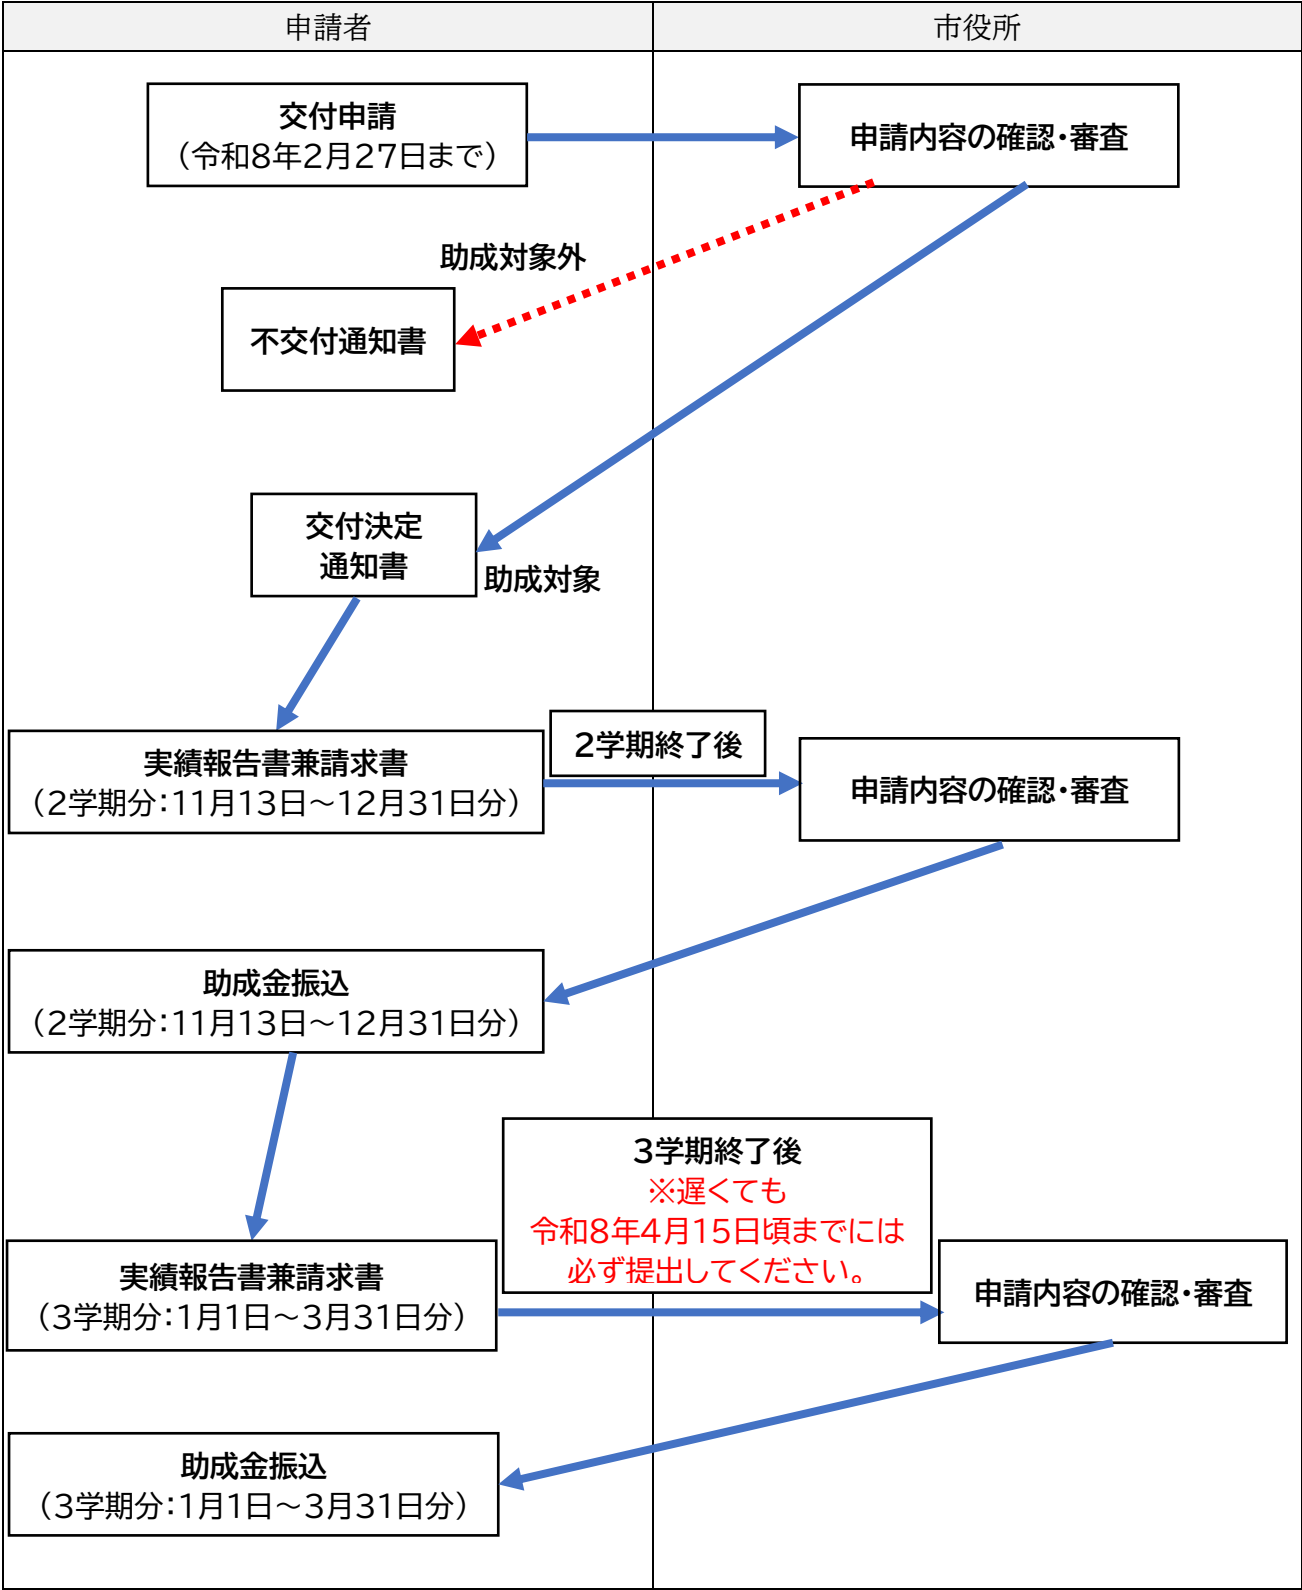 申請者
市役所
交付申請
（令和8年2月27日まで）
申請内容の確認・審査
助成対象外
不交付通知書
交付決定
通知書
助成対象
2学期終了後
実績報告書兼請求書
（2学期分：11月13日～12月31日分）
申請内容の確認・審査
助成金振込
（2学期分：11月13日～12月31日分）
3学期終了後
※遅くても
令和8年4月15日頃までには
必ず提出してください。
実績報告書兼請求書
（3学期分：1月1日～3月31日分）
申請内容の確認・審査
助成金振込
（3学期分：1月1日～3月31日分）